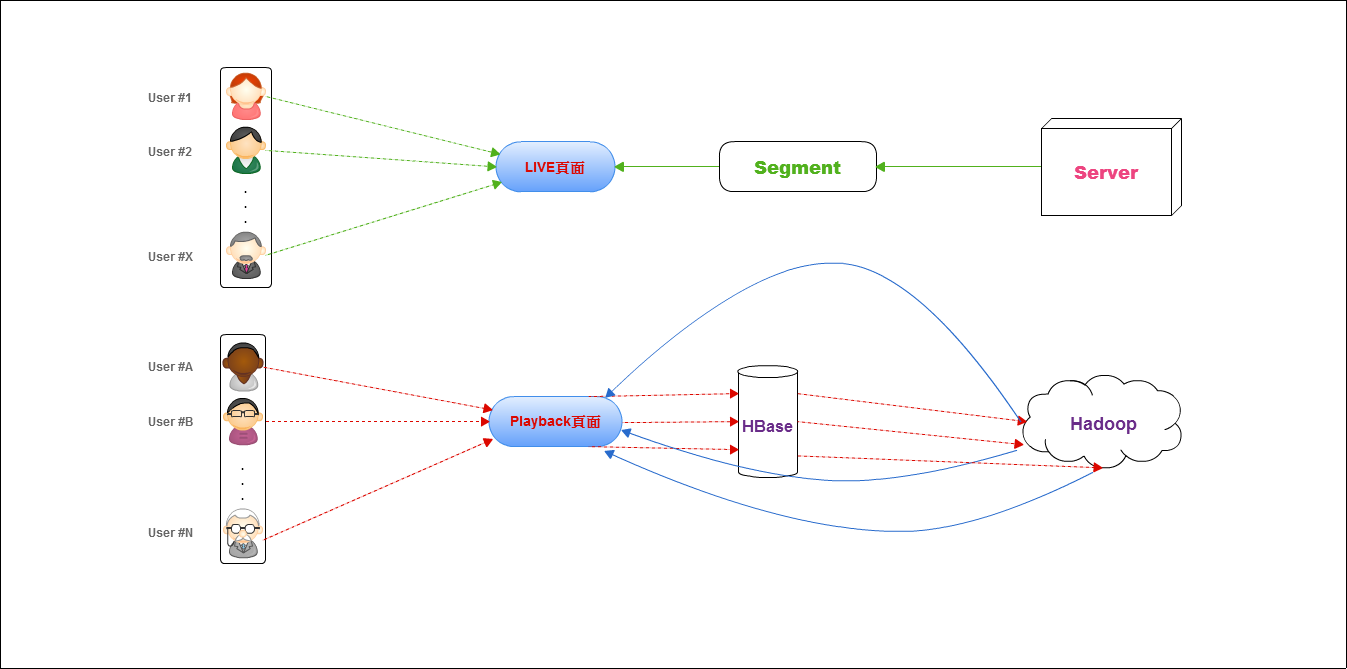 User #1
User #2
User #X
LIVE頁面
Segment
Server
User #A
User #B
User #N
Playback頁面
HBase
Hadoop